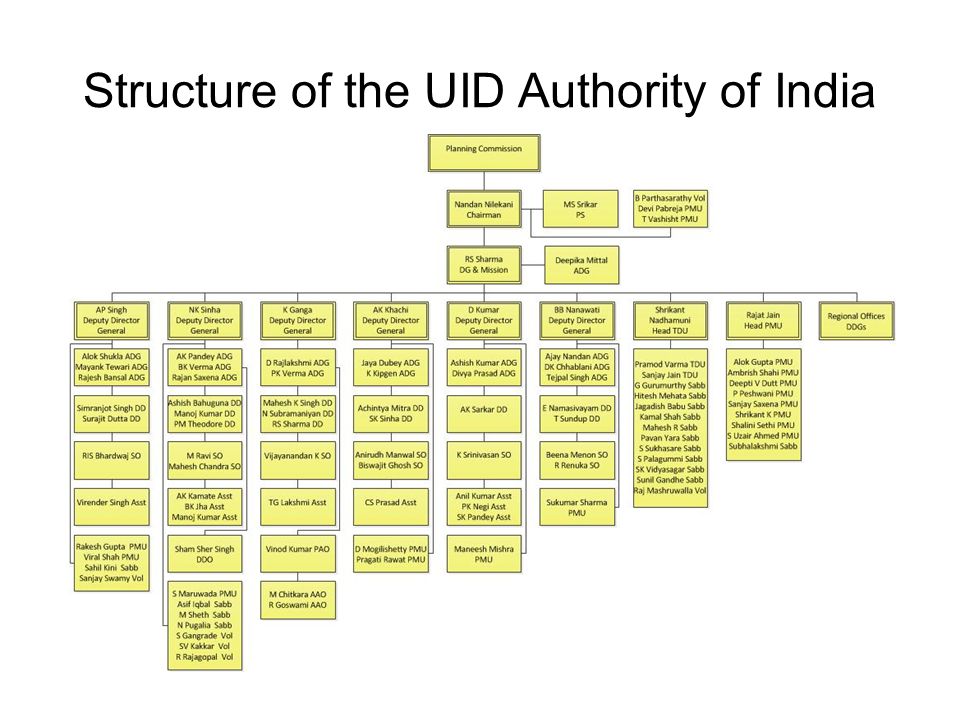 Structure of the UID Authority of India
Planning Commission
Nandan Nilekani
Chairman
MS Srikar
PS
B Parthasarathy Vol
Devi Pabreja PMU
T Vashisht PMU
RS Sharma
DG & Mission
Deepika Mittal
ADG
AP Singh
Deputy Director
General
Alok Shukla ADG
Mayank Tewari ADG
Rajesh Bansal ADG
Simranjot Singh DD
Surajit Dutta DD
RIS Bhardwaj SO
Virender Singh Asst
Rakesh Gupta PMU
Viral Shah PMU
Sahil Kini Sabb
Sanjay Swamy Vol
NK Sinha
Deputy Director
General
AK Pandey ADG
BK Verma ADG
Rajan Saxena ADG
Ashish Bahuguna DD
Manoj Kumar DD
PM Theodore DD
M Ravi SO
Mahesh Chandra SO
AK Kamate Asst
BK Jha Asst
Manoj Kumar Asst
Sham Sher Singh
DDO
S Maruwada PMU
Asif Iqbal Sabb
M Sheth Sabb
N Pugalia Sabb
S Gangrade Vol
SV Kakkar Vol
R Rajagopal Vol
K Ganga
Deputy Director
General
D Rajlakshmi ADG
PK Verma ADG
Mahesh K Singh DD
N Subramaniyan DD
RS Sharma DD
Vijayanandan K SO
TG Lakshmi Asst
Vinod Kumar PAO
M Chitkara AAO
R Goswami AAO
AK Khachi
Deputy Director
General
Jaya Dubey ADG
K Kipgen ADG
Achintya Mitra DD
SK Sinha DD
Anirudh Manwal SO
Biswajit Ghosh SO
CS Prasad Asst
D Mogilishetty PMU
Pragati Rawat PMU
D Kumar
Deputy Director
General
Ashish Kumar ADG
Divya Prasad ADG
AK Sarkar DD
K Srinivasan SO
Anil Kumar Asst
PK Negi Asst
SK Pandey Asst
Maneesh Mishra
PMU
BB Nanawati
Deputy Director
General
Ajay Nandan ADG
DK Chhablani ADG
Tejpal Singh ADG
E Namasivayam DD
T Sundup DD
Beena Menon SO
R Renuka SO
Sukumar Sharma
PMU
Shrikant
Nadhamuni
Head TDU
Pramod Varma TDU
Sanjay Jain TDU
G Gurumurthy Sabb
Hitesh Mehata Sabb
Jagadish Babu Sabb
Kamal Shah Sabb
Mahesh R Sabb
Pavan Yara Sabb
S Sukhasare Sabb
S Palagummi Sabb
SK Vidyasagar Sabb
Sunil Gandhe Sabb
Raj Mashruwalla Vol
Rajat Jain
Head PMU
Alok Gupta PMU
Ambrish Shahi PMU
Deepti V Dutt PMU
P Peshwani PMU
Sanjay Saxena PMU
Shrikant K PMU
Shalini Sethi PMU
S Uzair Ahmed PMU
Subhalakshmi Sabb
Regional Offices
DDGs